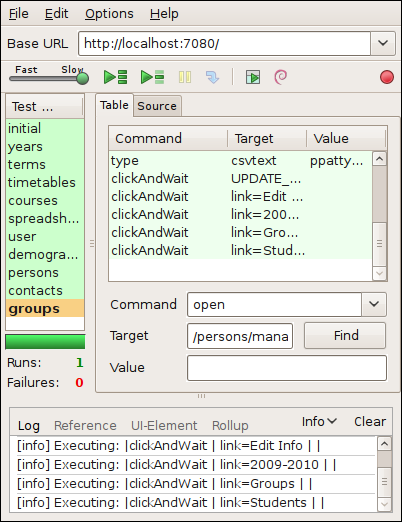 File Edit Options Help
Base URL http://localhost:7080/
Fast Slow
Test ... Table Source
initial
years
terms
timetables
courses
spreadsh...
user
demogra...
persons
contacts
groups
Runs: 1
Failures: 0
Command Target Value
type csvtext ppatty...
clickAndWait UPDATE_...
clickAndWait link=Edit ...
clickAndWait link=200...
clickAndWait link=Gro...
clickAndWait link=Stud...
Command open
Target /persons/mana Find
Value
Log Reference UI-Element Rollup Info Clear
[info] Executing: |clickAndWait | link=Edit Info | |
[info] Executing: |clickAndWait | link=2009-2010 | |
[info] Executing: |clickAndWait | link=Groups | |
[info] Executing: |clickAndWait | link=Students | |